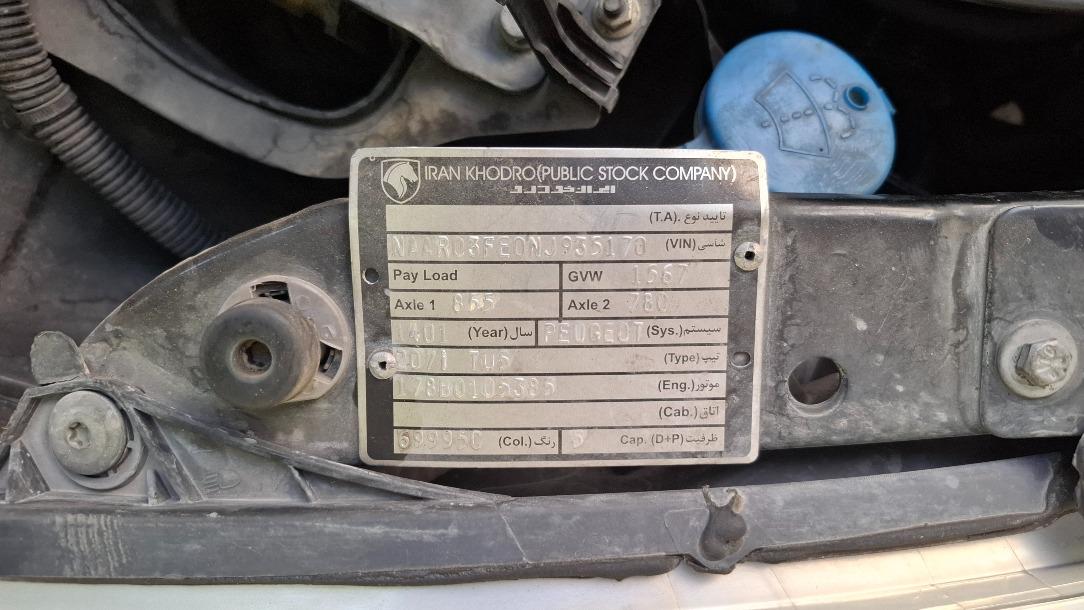 IRAN KHODRO(PUBLIC STOCK COMPANY)
ایران خودرو
تایید نوع .(T.A)
NAAR03FE0NJ935170 شاسی (VIN)
Pay Load GVW 1567
Axle 1 865 Axle 2 780
1401 سال (Year) PEUGEOT سیستم (Sys.)
207i TU5 تیپ (Type)
178B0105385 موتور (Eng.)
اتاق (Cab.)
699950 رنگ (Col.) 5 Cap. (D+P) ظرفیت